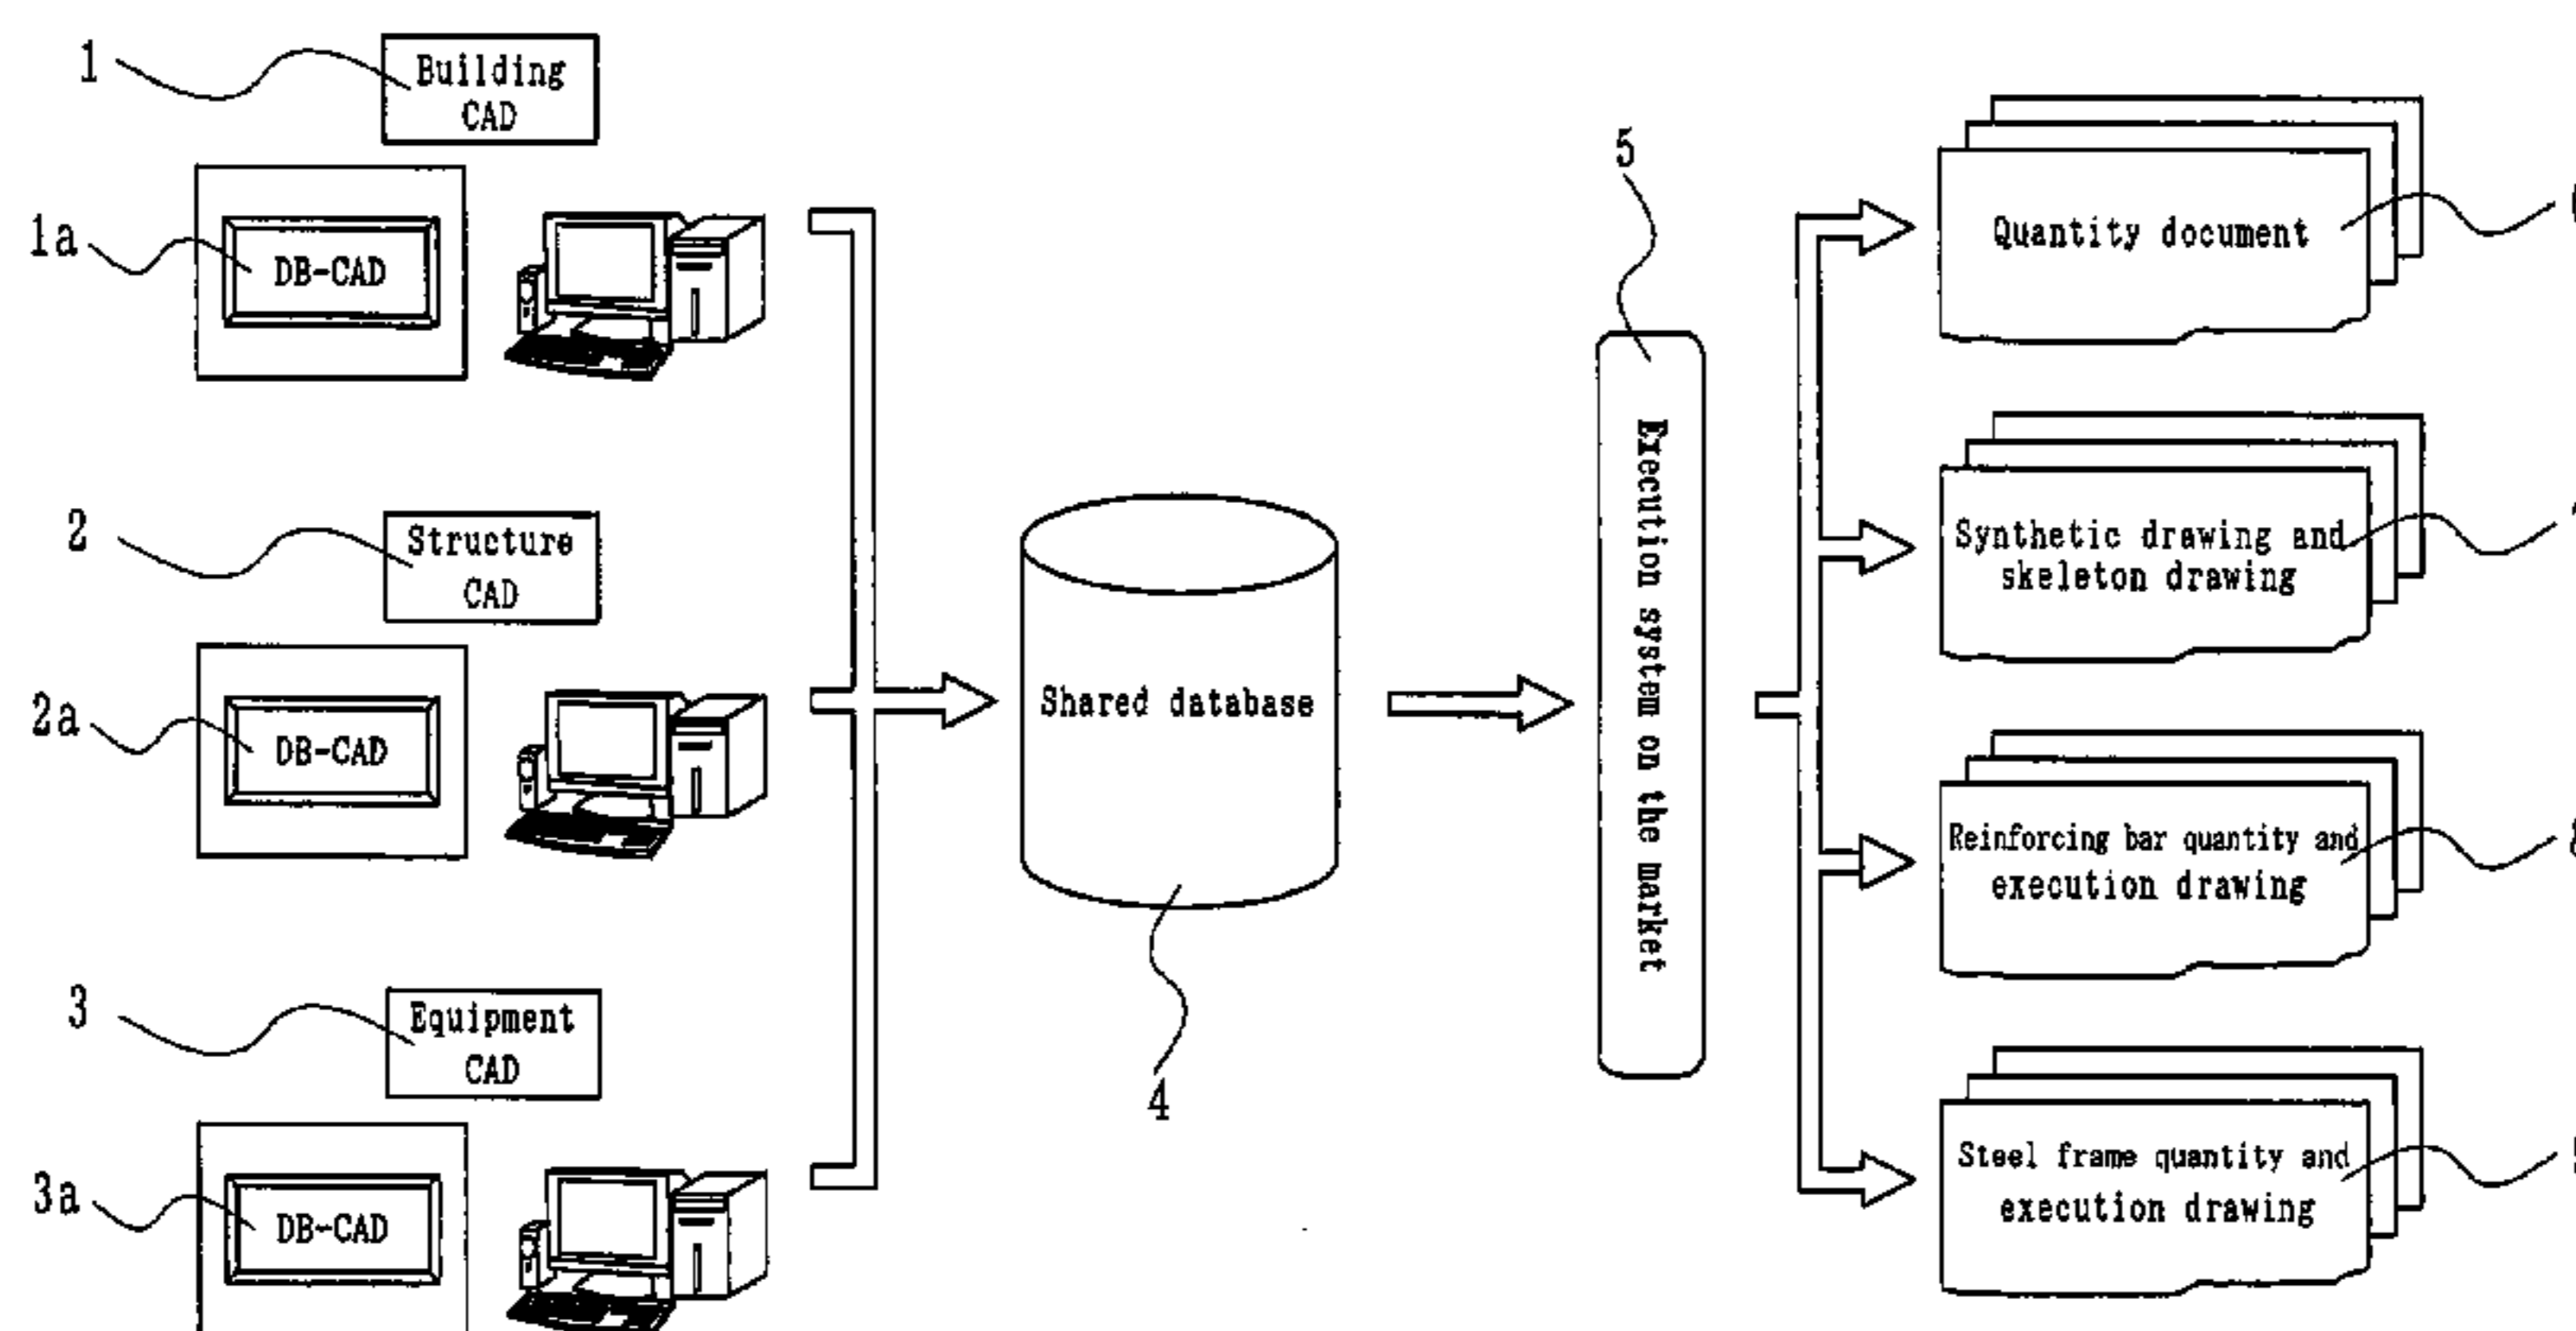 1
Building
CAD
1a
DB-CAD
2
Structure
CAD
2a
DB-CAD
3
Equipment
CAD
3a
DB-CAD
Shared database
4
5
Execution system on the market
Quantity document
Synthetic drawing and
skeleton drawing
Reinforcing bar quantity and
execution drawing
Steel frame quantity and
execution drawing